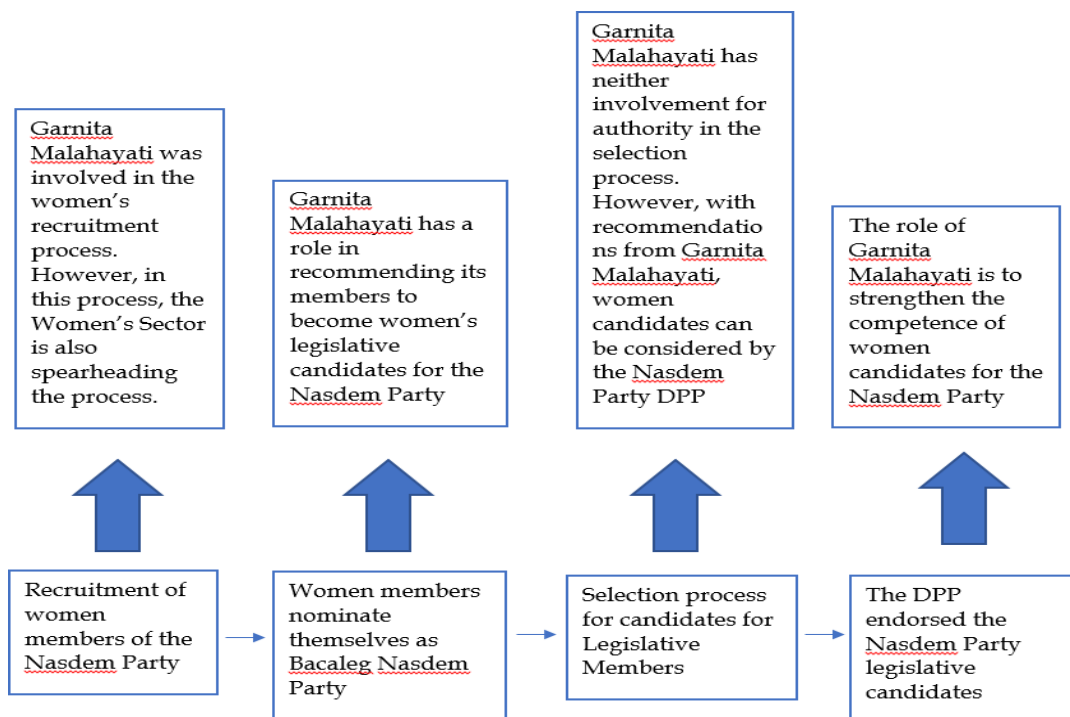 Garnita
Malahayati was
involved in the
women's
recruitment
process.
However, in
this process, the
Women's Sector
is also
spearheading
the process.
Garnita
Malahayati has a
role in
recommending its
members to
become women's
legislative
candidates for the
Nasdem Party
Garnita
Malahayati has
neither
involvement for
authority in the
selection
process.
However, with
recommendatio
ns from Garnita
Malahayati,
women
candidates can
be considered by
the Nasdem
Party DPP
The role of
Garnita
Malahayati is to
strengthen the
competence of
women
candidates for the
Nasdem Party
Recruitment of
women
members of the
Nasdem Party
Women members
nominate
themselves as
Bacaleg Nasdem
Party
Selection process
for candidates for
Legislative
Members
The DPP
endorsed the
Nasdem Party
legislative
candidates